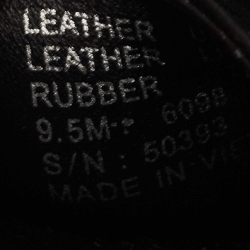 LEATHER
LEATHER
RUBBER
9.5M 6098
S/N : 50393
MADE IN VIE